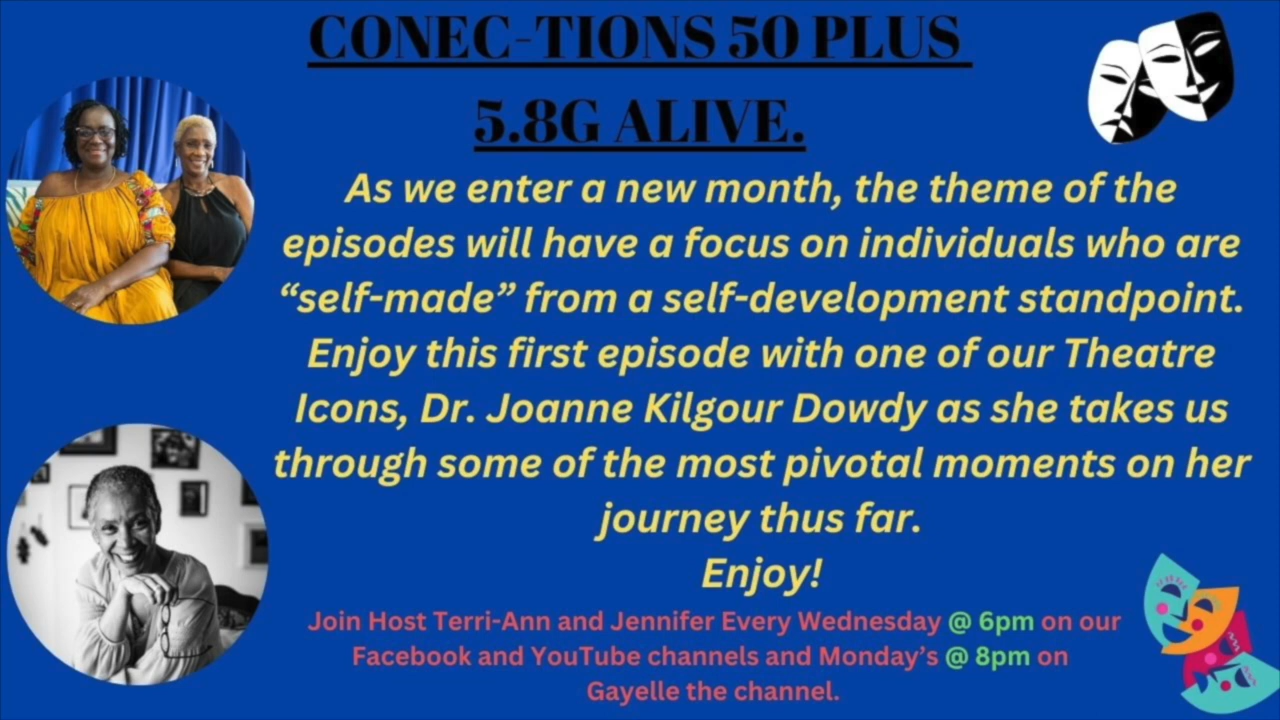 CONEC-TIONS 50 PLUS
5.8G ALIVE.
As we enter a new month, the theme of the
episodes will have a focus on individuals who are
“self-made” from a self-development standpoint.
Enjoy this first episode with one of our Theatre
Icons, Dr. Joanne Kilgour Dowdy as she takes us
through some of the most pivotal moments on her
journey thus far.
Enjoy!
Join Host Terri-Ann and Jennifer Every Wednesday @ 6pm on our
Facebook and YouTube channels and Monday’s @ 8pm on
Gayelle the channel.